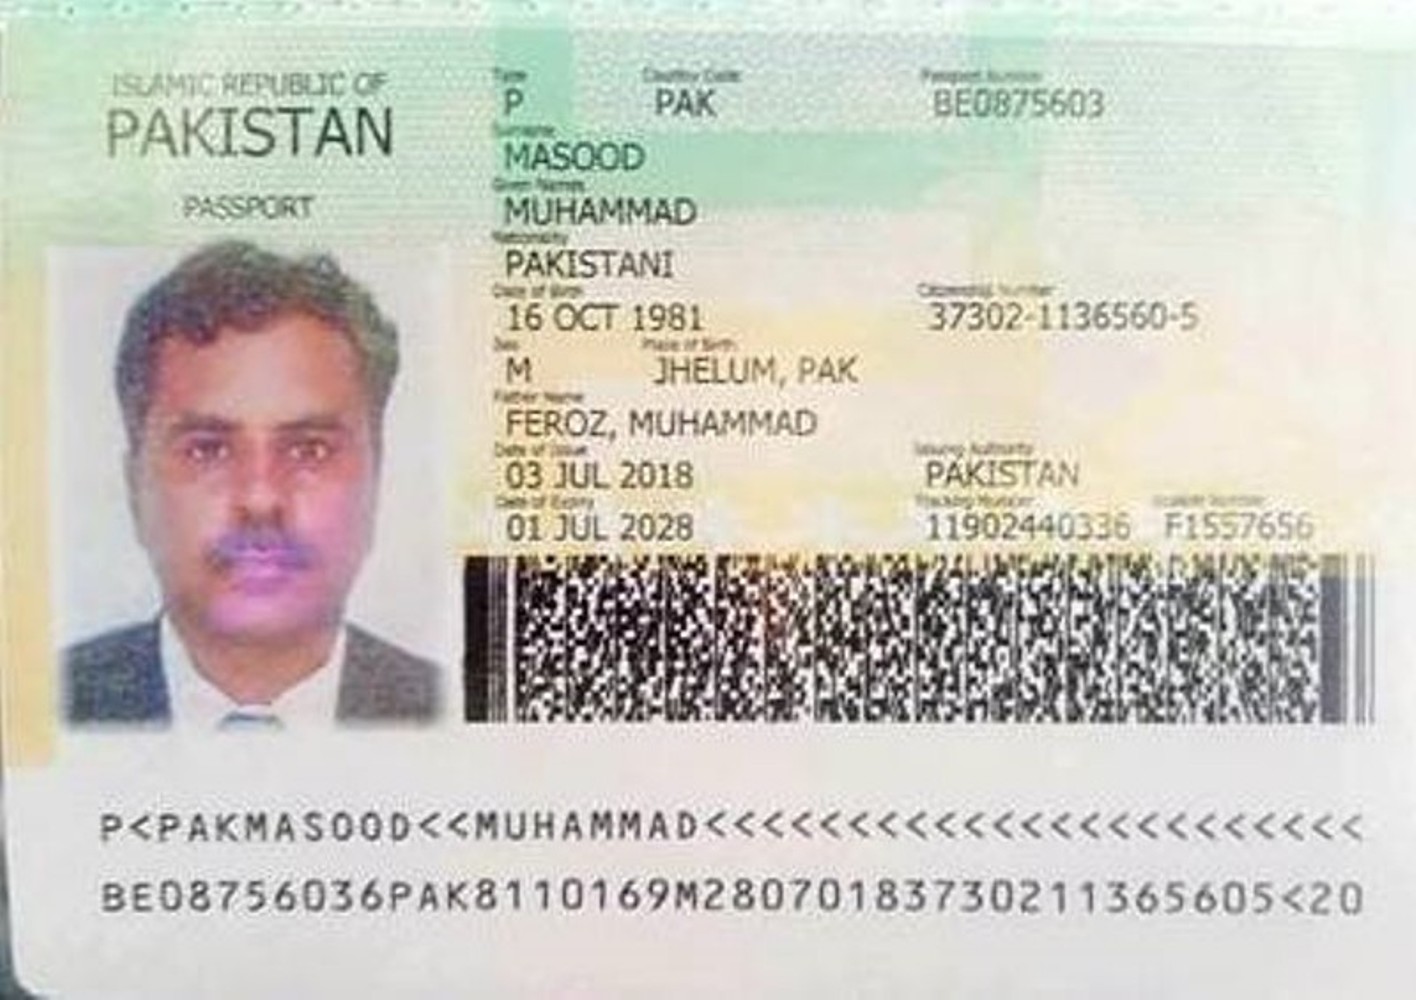 ISLAMIC REPUBLIC OF
PAKISTAN
PASSPORT
Type Country Code Passport Number
P PAK BE0875603
Surname
MASOOD
Given Names
MUHAMMAD
Nationality
PAKISTANI
Date of Birth Citizenship Number
16 OCT 1981 37302-1136560-5
Sex Place of Birth
M JHELUM, PAK
Father Name
FEROZ, MUHAMMAD
Date of Issue Issuing Authority
03 JUL 2018 PAKISTAN
Date of Expiry Tracking Number Booklet Number
01 JUL 2028 11902440336 F1557656
P<PAKMASOOD<<MUHAMMAD<<<<<<<<<<<<<<<<<<<<<<<
BE08756036PAK8110169M28070183730211365605<20